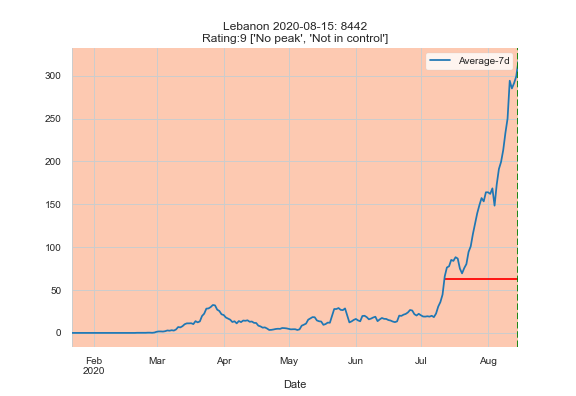 Lebanon 2020-08-15: 8442
Rating:9 ['No peak', 'Not in control']
Average-7d
300
250
200
150
100
50
0
Feb
2020
Mar
Apr
May
Jun
Jul
Aug
Date